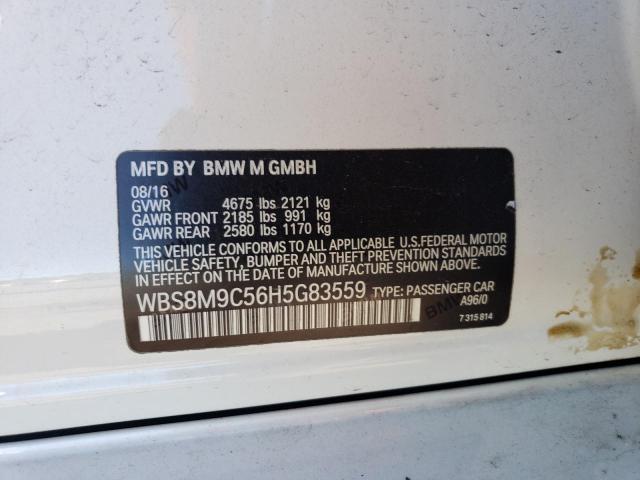 MFD BY BMW M GMBH
08/16
GVWR 4675 lbs 2121 kg
GAWR FRONT 2185 lbs 991 kg
GAWR REAR 2580 lbs 1170 kg
THIS VEHICLE CONFORMS TO ALL APPLICABLE U.S.FEDERAL MOTOR
VEHICLE SAFETY, BUMPER, AND THEFT PREVENTION STANDARDS
IN EFFECT ON THE DATE OF MANUFACTURE SHOWN ABOVE.
WBS8M9C56H5G83559 TYPE: PASSENGER CAR
A96/0
7 315 814